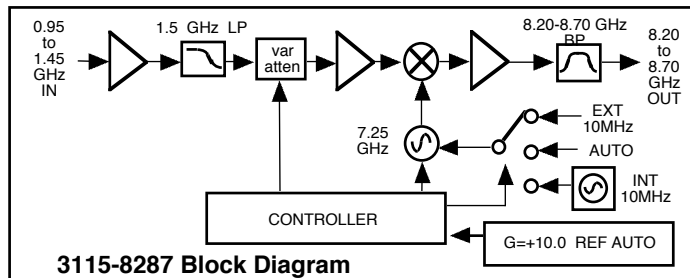 0.95
to
1.45
GHz
IN
1.5 GHz LP
var
atten
8.20-8.70 GHz
BP
8.20
to
8.70
GHz
OUT
7.25
GHz
EXT
10MHz
AUTO
INT
10MHz
CONTROLLER
G=+10.0 REF AUTO
3115-8287 Block Diagram